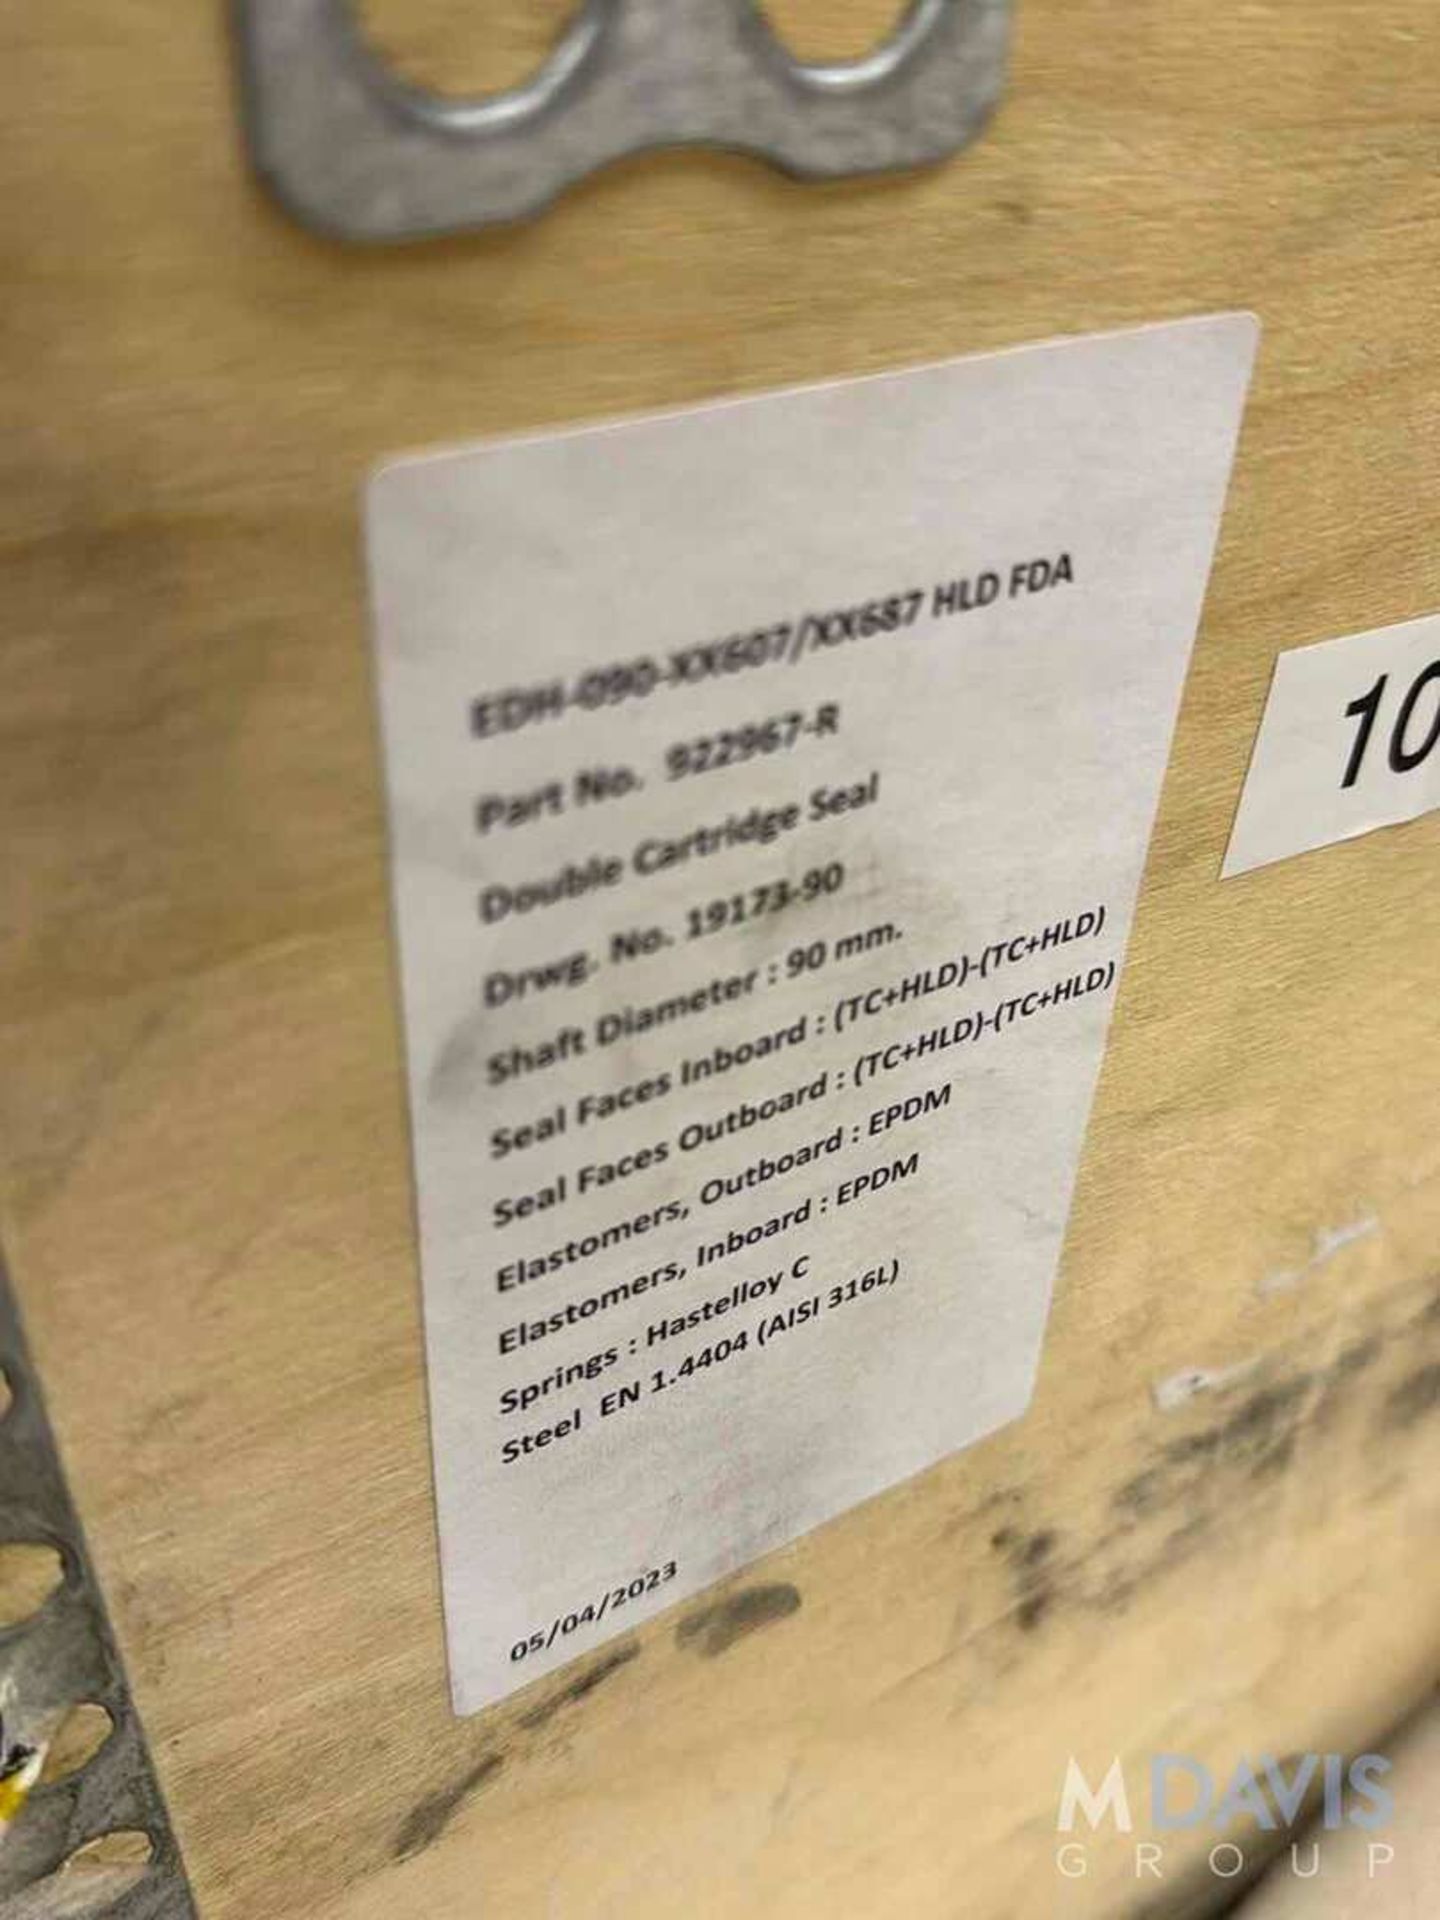 EDH-090-XX607/XX687 HLD FDA
Part No. 922967-R
Double Cartridge Seal
Drwg. No. 19173-90
Shaft Diameter : 90 mm.
Seal Faces Inboard : (TC+HLD)-(TC+HLD)
Seal Faces Outboard : (TC+HLD)-(TC+HLD)
Elastomers, Outboard : EPDM
Elastomers, Inboard : EPDM
Springs : Hastelloy C
Steel EN 1.4404 (AISI 316L)
05/04/2023
10
M DAVIS
GROUP